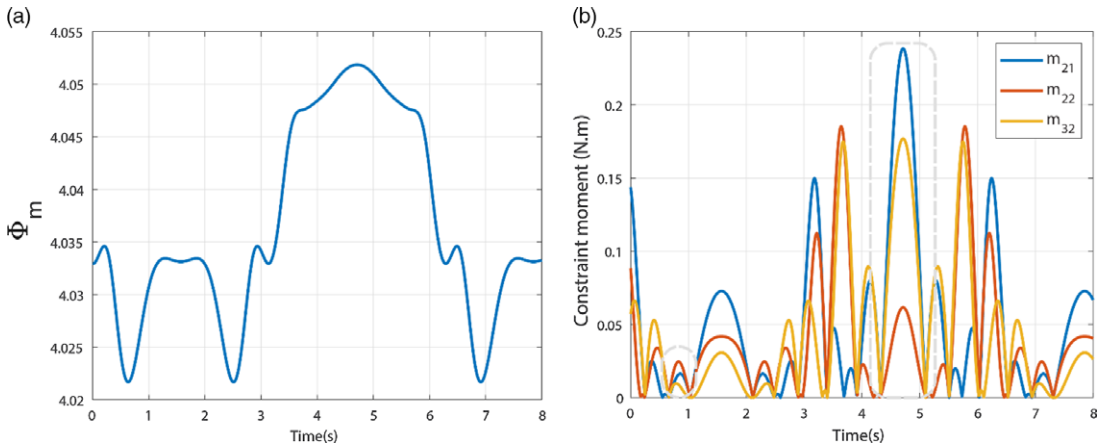 (a)
4.055
4.05
4.045
4.04
4.035
4.03
4.025
4.02
Φm
0 1 2 3 4 5 6 7 8
Time(s)
(b)
0.25
0.2
0.15
0.1
0.05
0
Constraint moment (N.m)
m21
m22
m32
0 1 2 3 4 5 6 7 8
Time(s)